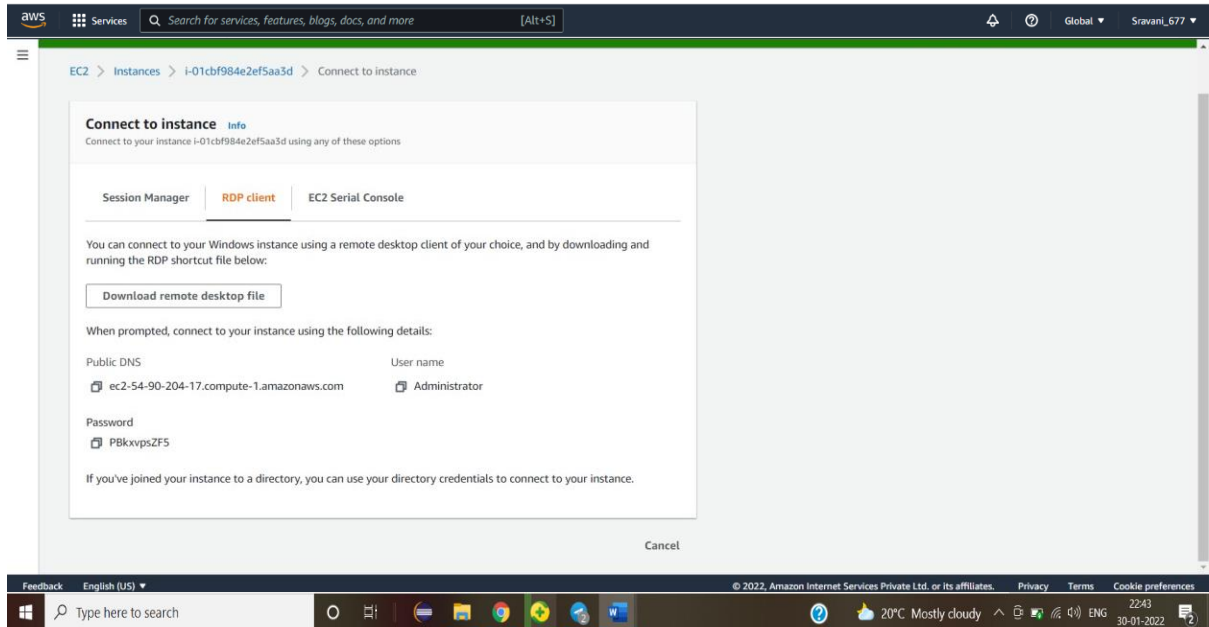 aws Services Search for services, features, blogs, docs, and more [Alt+S] Global ▼ Sravani_677 ▼
EC2 > Instances > i-01cbf984e2ef5aa3d > Connect to instance
Connect to instance Info
Connect to your instance i-01cbf984e2ef5aa3d using any of these options
Session Manager RDP client EC2 Serial Console
You can connect to your Windows instance using a remote desktop client of your choice, and by downloading and
running the RDP shortcut file below:
Download remote desktop file
When prompted, connect to your instance using the following details:
Public DNS User name
ec2-54-90-204-17.compute-1.amazonaws.com Administrator
Password
PBkxvpsZF5
If you've joined your instance to a directory, you can use your directory credentials to connect to your instance.
Cancel
Feedback English (US) ▼ © 2022, Amazon Internet Services Private Ltd. or its affiliates. Privacy Terms Cookie preferences
Type here to search 20°C Mostly cloudy ENG 22:43
30-01-2022 2